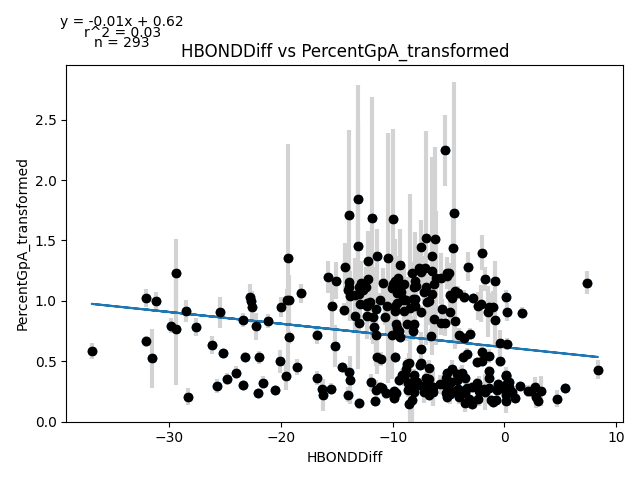 y = -0.01x + 0.62
r^2 = 0.03
n = 293
HBONDDiff vs PercentGpA_transformed
PercentGpA_transformed
2.5
2.0
1.5
1.0
0.5
0.0
−30
−20
−10
0
10
HBONDDiff